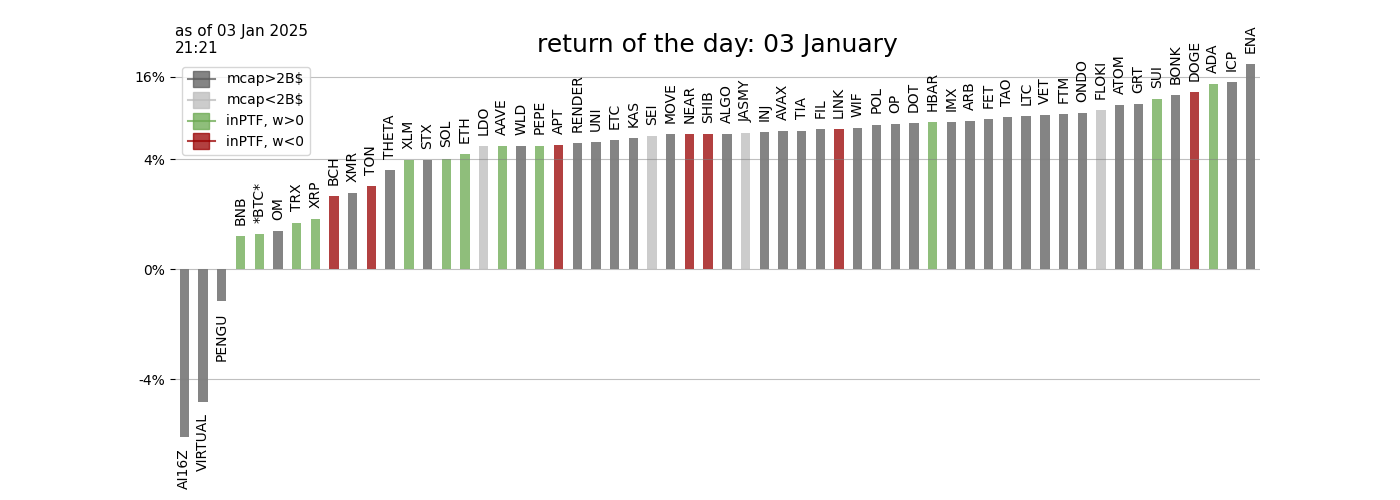 as of 03 Jan 2025
21:21
return of the day: 03 January
mcap>2B$
mcap<2B$
inPTF, w>0
inPTF, w<0
16%
4%
0%
-4%
AI16Z
VIRTUAL
PENGU
BNB
*BTC*
OM
TRX
XRP
BCH
XMR
TON
THETA
XLM
STX
SOL
ETH
LDO
AAVE
WLD
PEPE
APT
RENDER
UNI
ETC
KAS
SEI
MOVE
NEAR
SHIB
ALGO
JASMY
INJ
AVAX
TIA
FIL
LINK
WIF
POL
OP
DOT
HBAR
IMX
ARB
FET
TAO
LTC
VET
FTM
ONDO
FLOKI
ATOM
GRT
SUI
BONK
DOGE
ADA
ICP
ENA